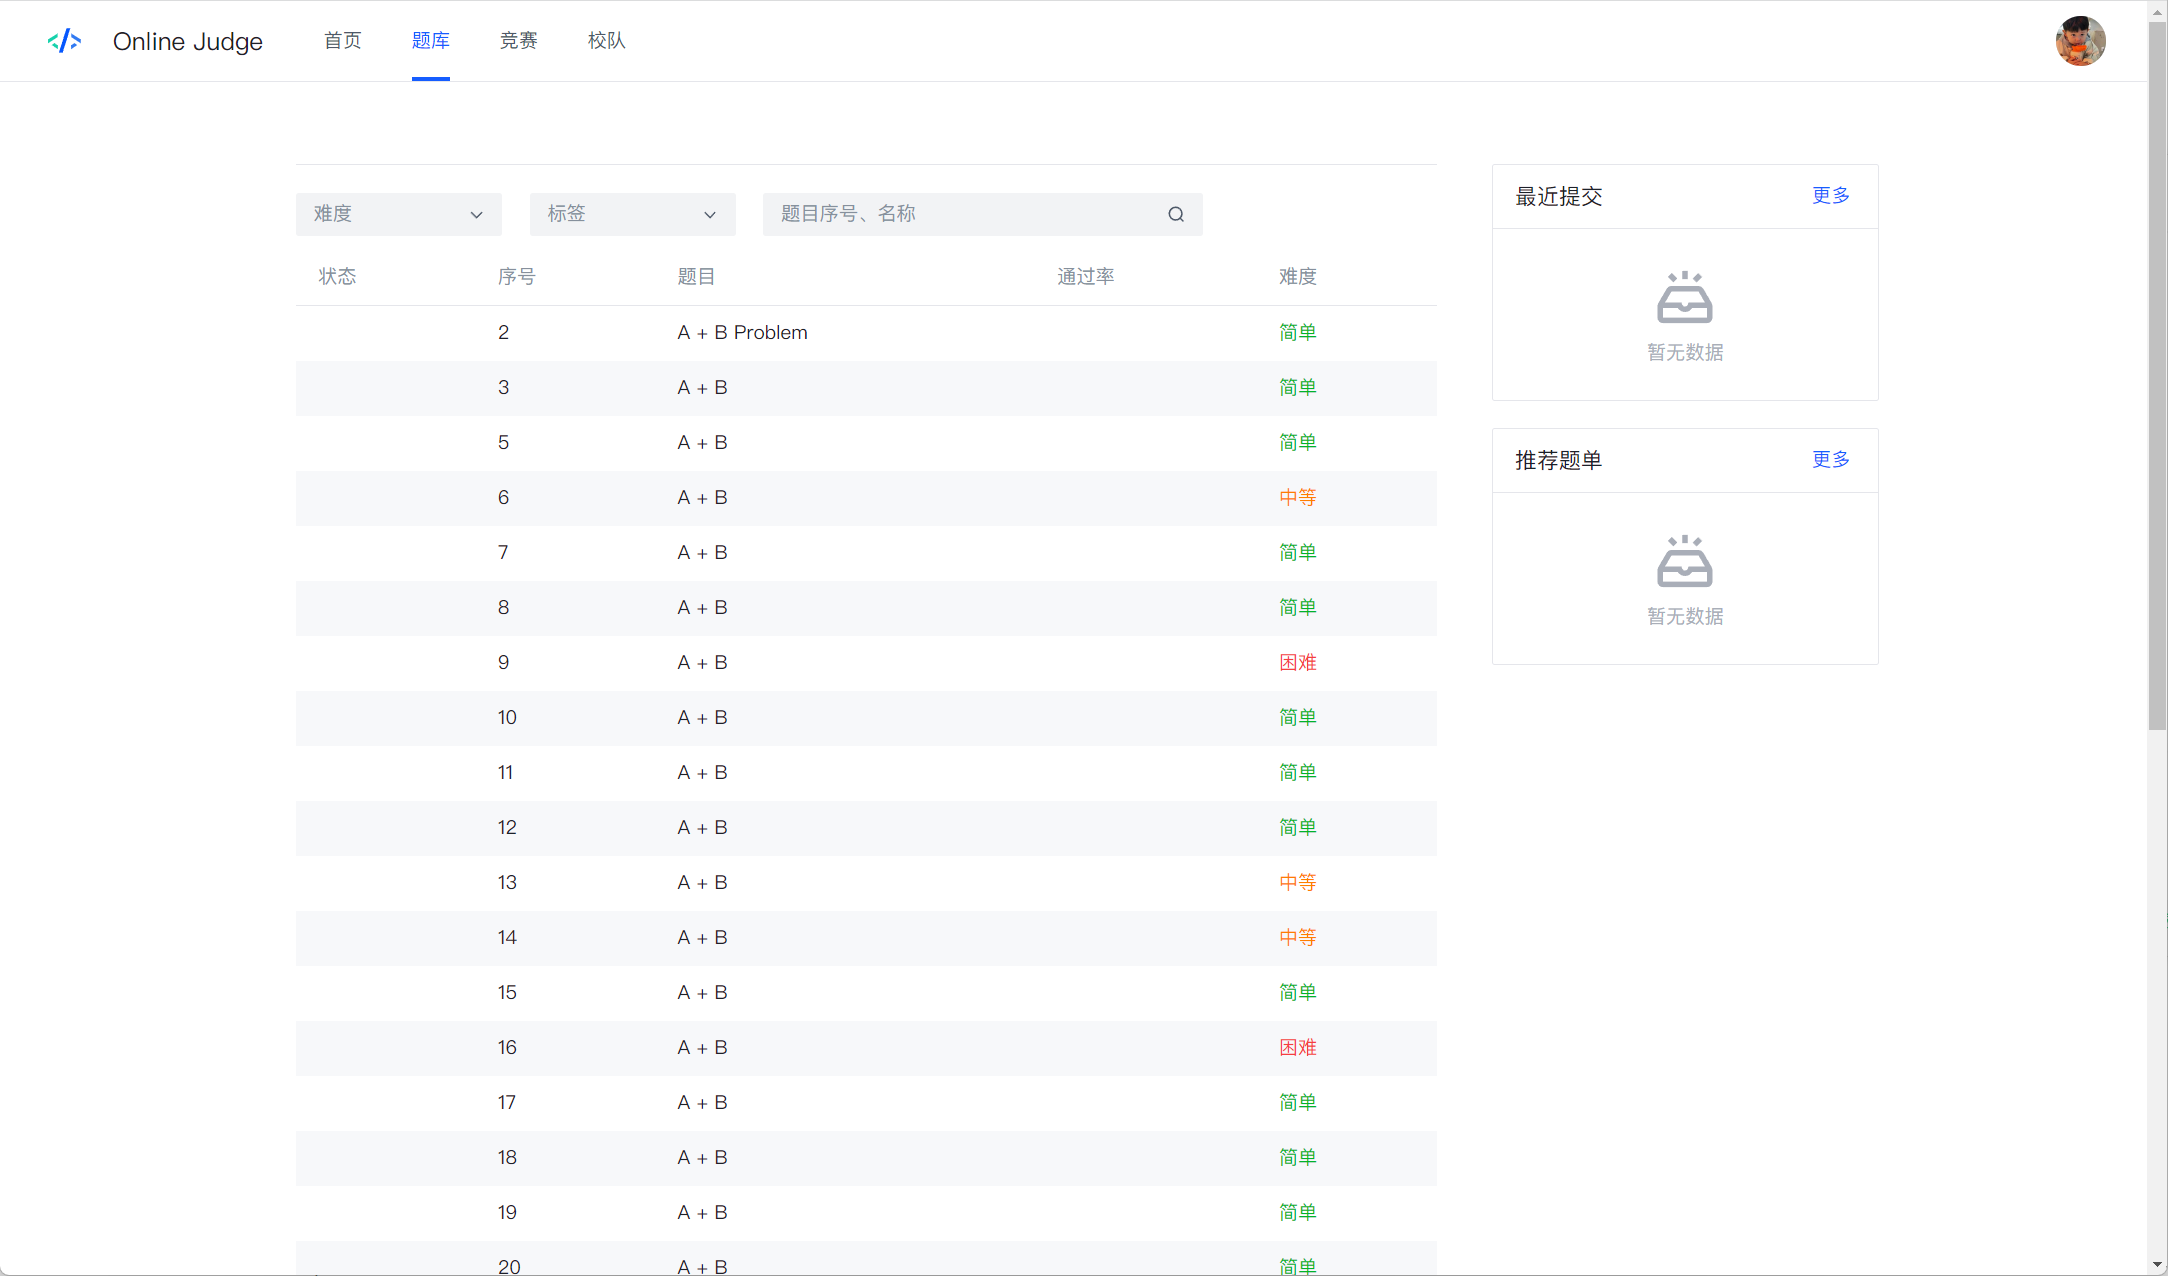 Online Judge 首页 题库 竞赛 校队
难度 标签 题目序号、名称
状态 序号 题目 通过率 难度
2 A + B Problem 简单
3 A + B 简单
5 A + B 简单
6 A + B 中等
7 A + B 简单
8 A + B 简单
9 A + B 困难
10 A + B 简单
11 A + B 简单
12 A + B 简单
13 A + B 中等
14 A + B 中等
15 A + B 简单
16 A + B 困难
17 A + B 简单
18 A + B 简单
19 A + B 简单
20 A + B 简单
最近提交 更多
暂无数据
推荐题单 更多
暂无数据